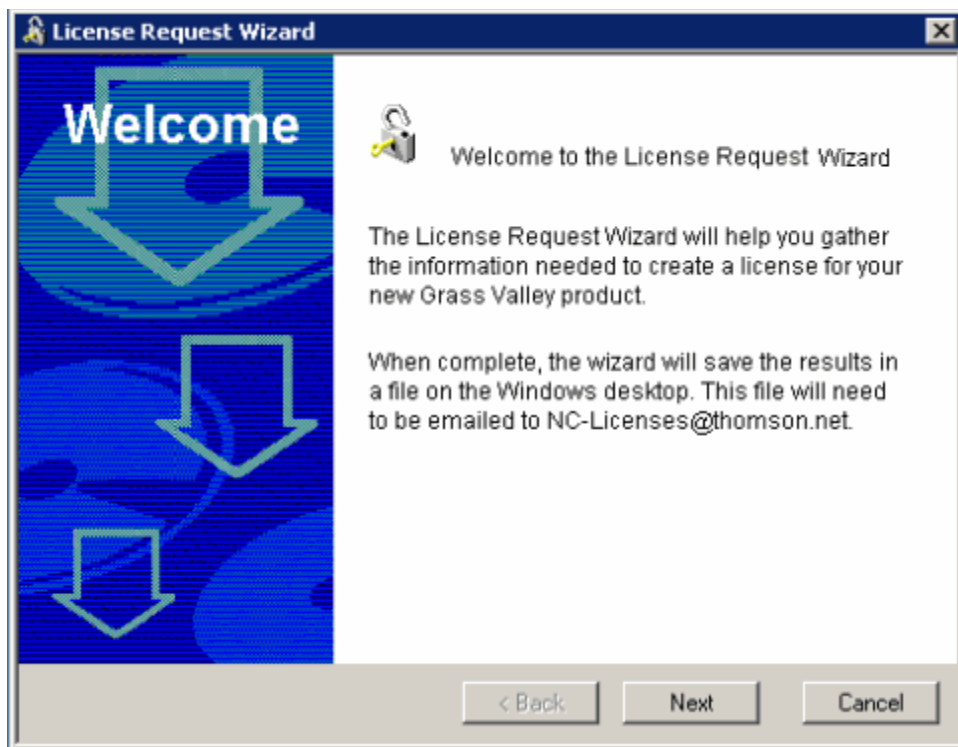 License Request Wizard
Welcome
Welcome to the License Request Wizard
The License Request Wizard will help you gather
the information needed to create a license for your
new Grass Valley product.
When complete, the wizard will save the results in
a file on the Windows desktop. This file will need
to be emailed to NC-Licenses@thomson.net.
< Back
Next
Cancel